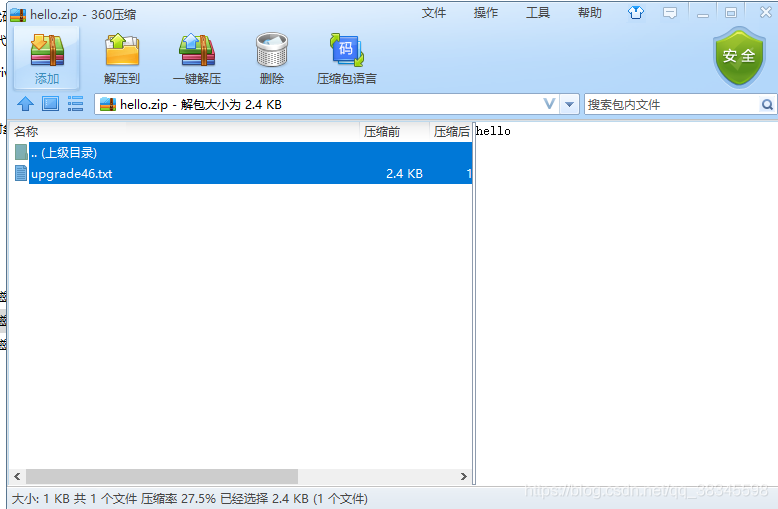 hello.zip - 360压缩
文件 操作 工具 帮助
添加 解压到 一键解压 删除 压缩包语言
安全
hello.zip - 解包大小为 2.4 KB
搜索包内文件
名称 压缩前 压缩后
hello
.. (上级目录)
upgrade46.txt 2.4 KB 1
大小: 1 KB 共 1 个文件 压缩率 27.5% 已经选择 2.4 KB (1 个文件)
https://blog.csdn.net/qq_38345598